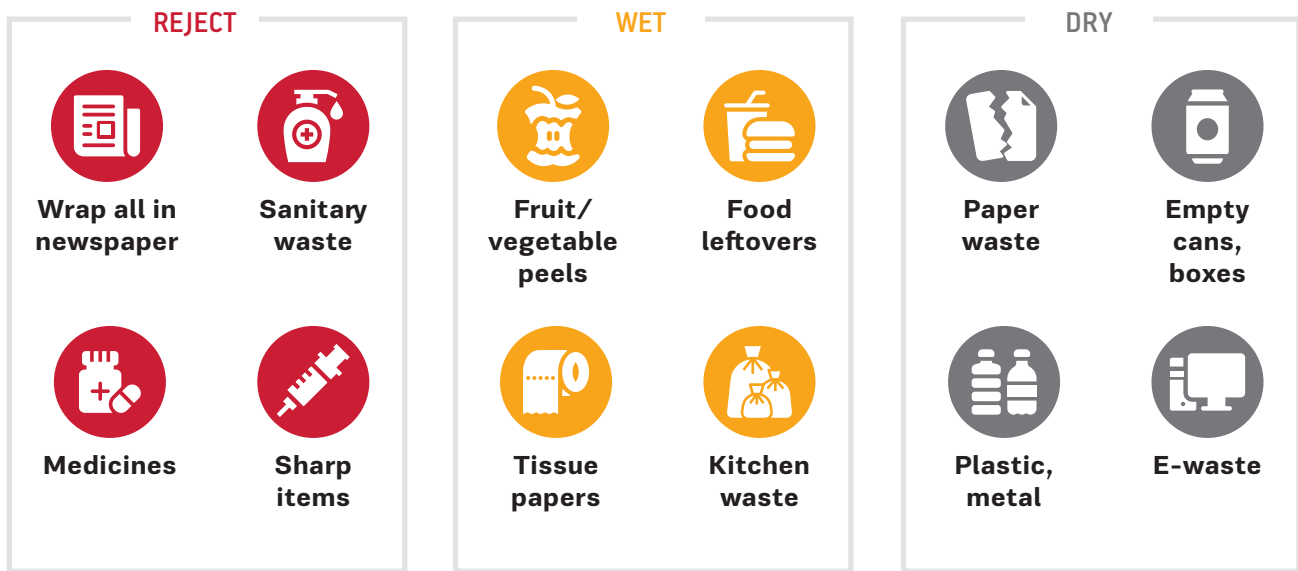 REJECT
Wrap all in
newspaper
Sanitary
waste
Medicines
Sharp
items
WET
Fruit/
vegetable
peels
Food
leftovers
Tissue
papers
Kitchen
waste
DRY
Paper
waste
Empty
cans,
boxes
Plastic,
metal
E-waste